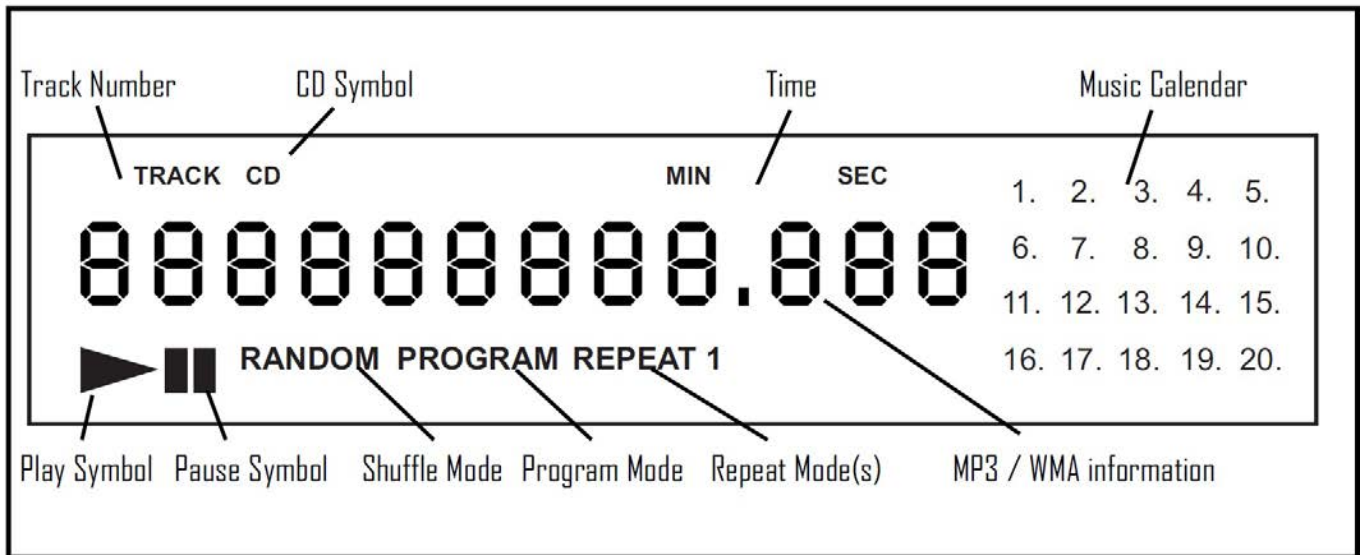 Track Number CD Symbol Time Music Calendar
TRACK CD MIN SEC
1. 2. 3. 4. 5.
888888888.888
6. 7. 8. 9. 10.
11. 12. 13. 14. 15.
RANDOM PROGRAM REPEAT 1
16. 17. 18. 19. 20.
Play Symbol Pause Symbol Shuffle Mode Program Mode Repeat Mode(s) MP3 / WMA information